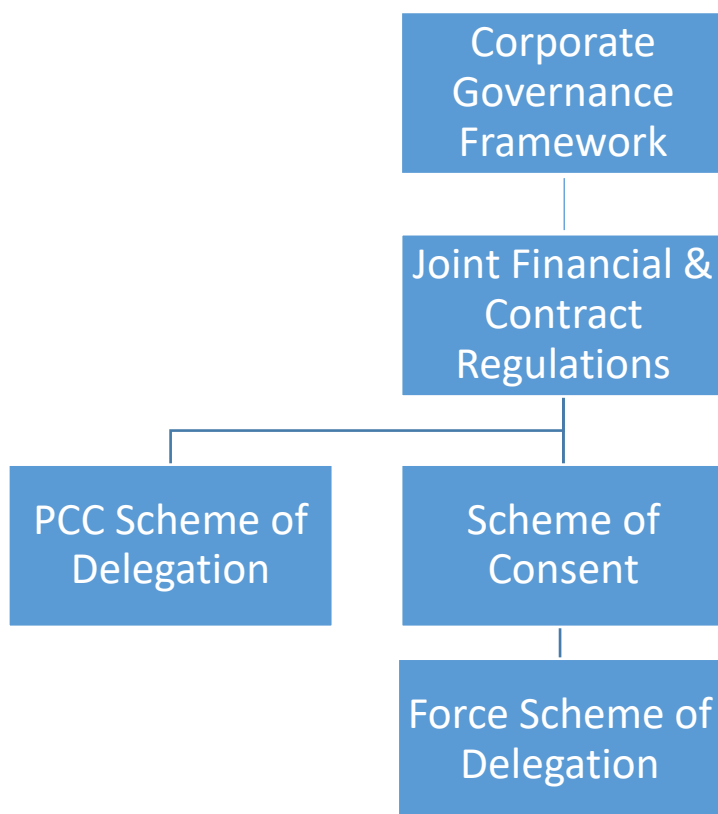 Corporate
Governance
Framework
Joint Financial &
Contract
Regulations
PCC Scheme of
Delegation
Scheme of
Consent
Force Scheme of
Delegation